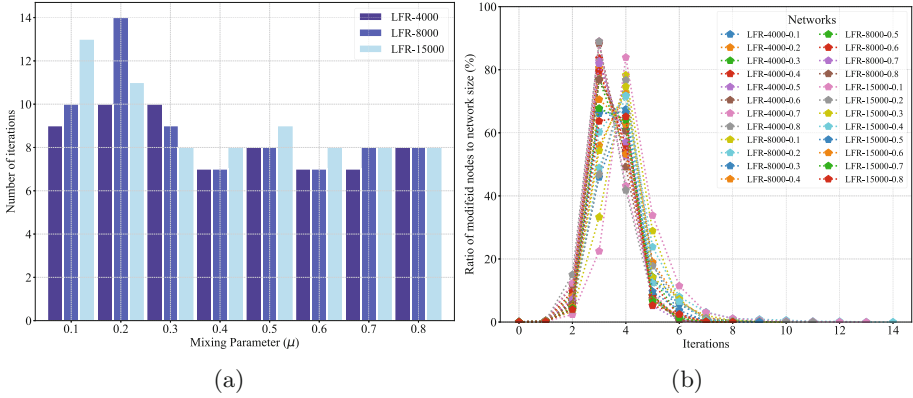 14
12
10
8
6
4
2
0
Number of iterations
LFR-4000
LFR-8000
LFR-15000
0.1 0.2 0.3 0.4 0.5 0.6 0.7 0.8
Mixing Parameter (μ)
(a)
100
80
60
40
20
0
Ratio of modifeid nodes to network size (%)
Networks
LFR-4000-0.1 LFR-8000-0.5
LFR-4000-0.2 LFR-8000-0.6
LFR-4000-0.3 LFR-8000-0.7
LFR-4000-0.4 LFR-8000-0.8
LFR-4000-0.5 LFR-15000-0.1
LFR-4000-0.6 LFR-15000-0.2
LFR-4000-0.7 LFR-15000-0.3
LFR-4000-0.8 LFR-15000-0.4
LFR-8000-0.1 LFR-15000-0.5
LFR-8000-0.2 LFR-15000-0.6
LFR-8000-0.3 LFR-15000-0.7
LFR-8000-0.4 LFR-15000-0.8
0 2 4 6 8 10 12 14
Iterations
(b)